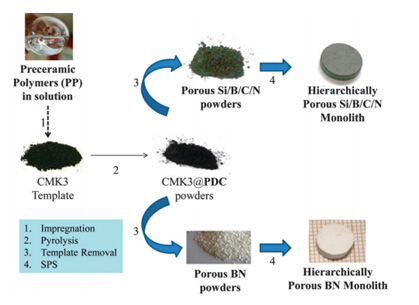 Preceramic
Polymers (PP)
in solution
1
CMK3
Template
2
CMK3@PDC
powders
3
Porous Si/B/C/N
powders
4
Hierarchically
Porous Si/B/C/N
Monolith
3
Porous BN
powders
4
Hierarchically
Porous BN Monolith
1. Impregnation
2. Pyrolysis
3. Template Removal
4. SPS